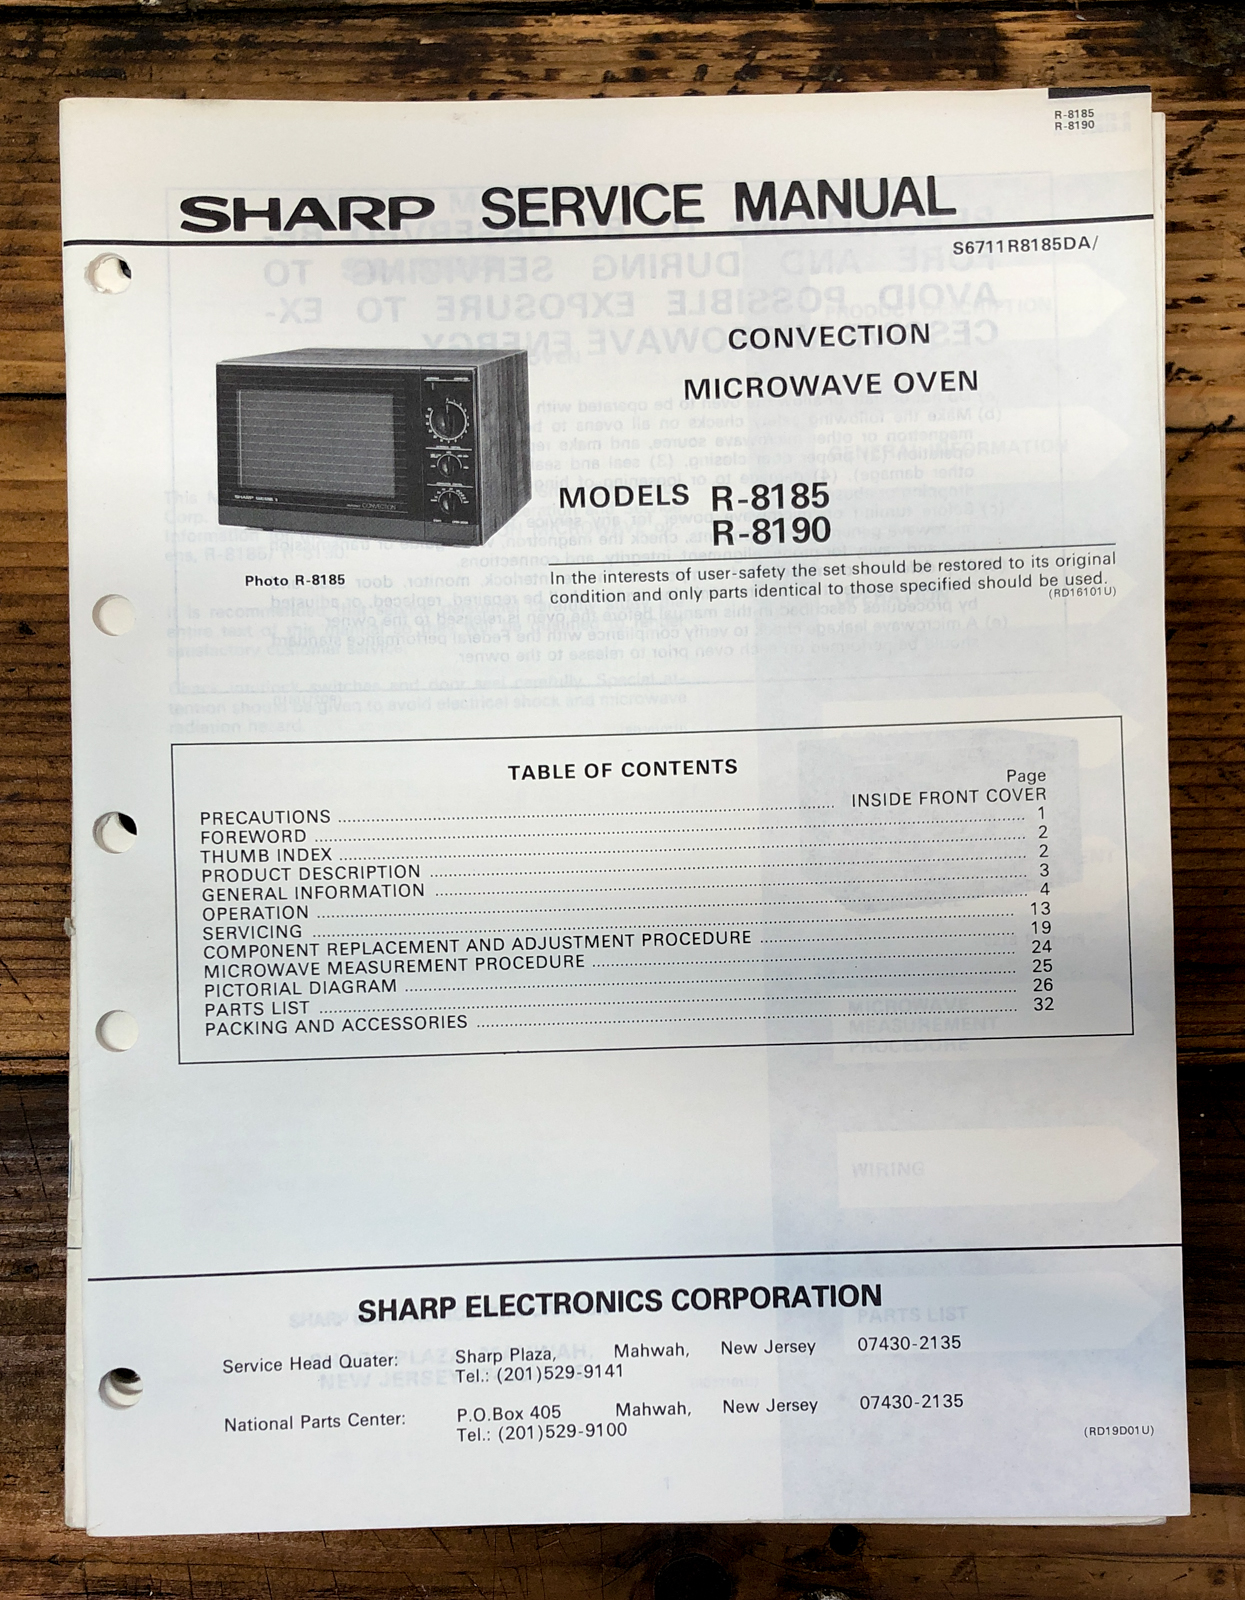 R-8185
R-8190
SHARP SERVICE MANUAL
S6711R8185DA/
CONVECTION
MICROWAVE OVEN
MODELS R-8185
R-8190
Photo R-8185
In the interests of user-safety the set should be restored to its original
condition and only parts identical to those specified should be used.
(RD16101U)
TABLE OF CONTENTS
Page
PRECAUTIONS ........ INSIDE FRONT COVER
FOREWORD ........ 1
THUMB INDEX ........ 2
PRODUCT DESCRIPTION ........ 2
GENERAL INFORMATION ........ 3
OPERATION ........ 4
SERVICING ........ 13
COMPONENT REPLACEMENT AND ADJUSTMENT PROCEDURE ........ 19
MICROWAVE MEASUREMENT PROCEDURE ........ 24
PICTORIAL DIAGRAM ........ 25
PARTS LIST ........ 26
PACKING AND ACCESSORIES ........ 32
WIRING
PARTS LIST
SHARP ELECTRONICS CORPORATION
Service Head Quater: Sharp Plaza, Mahwah, New Jersey 07430-2135
Tel.: (201)529-9141
National Parts Center: P.O.Box 405 Mahwah, New Jersey 07430-2135
Tel.: (201)529-9100
(RD19D01U)